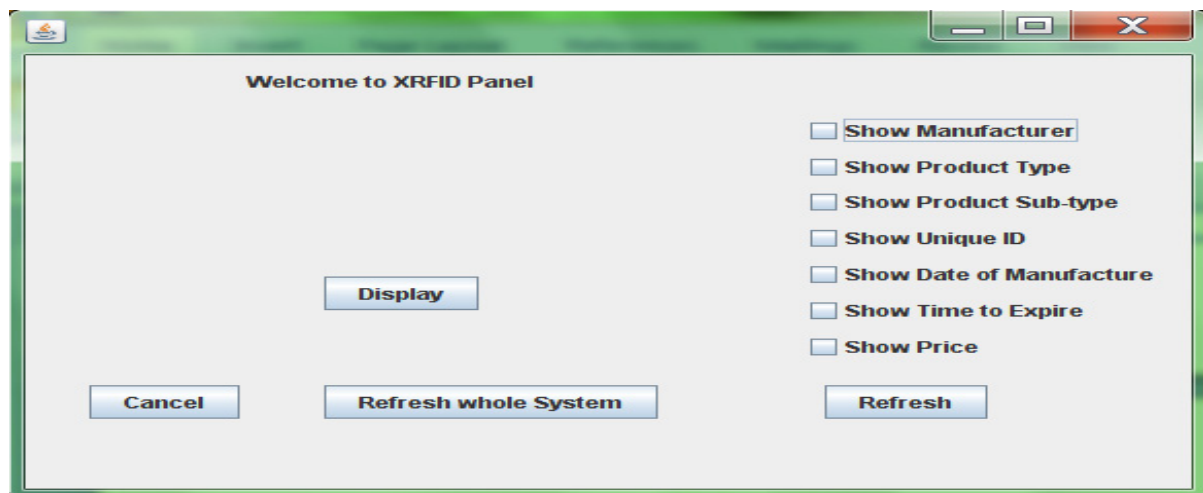 Welcome to XRFID Panel
Show Manufacturer
Show Product Type
Show Product Sub-type
Show Unique ID
Show Date of Manufacture
Display
Show Time to Expire
Show Price
Cancel Refresh whole System Refresh